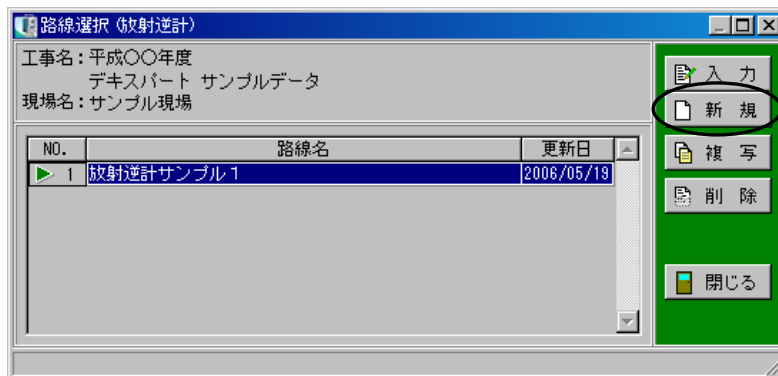 路線選択（放射逆計）
工事名：平成〇〇年度
デキスパート サンプルデータ
現場名：サンプル現場
NO. 路線名 更新日
1 放射逆計サンプル１ 2006/05/19
入 力
新 規
複 写
削 除
閉じる